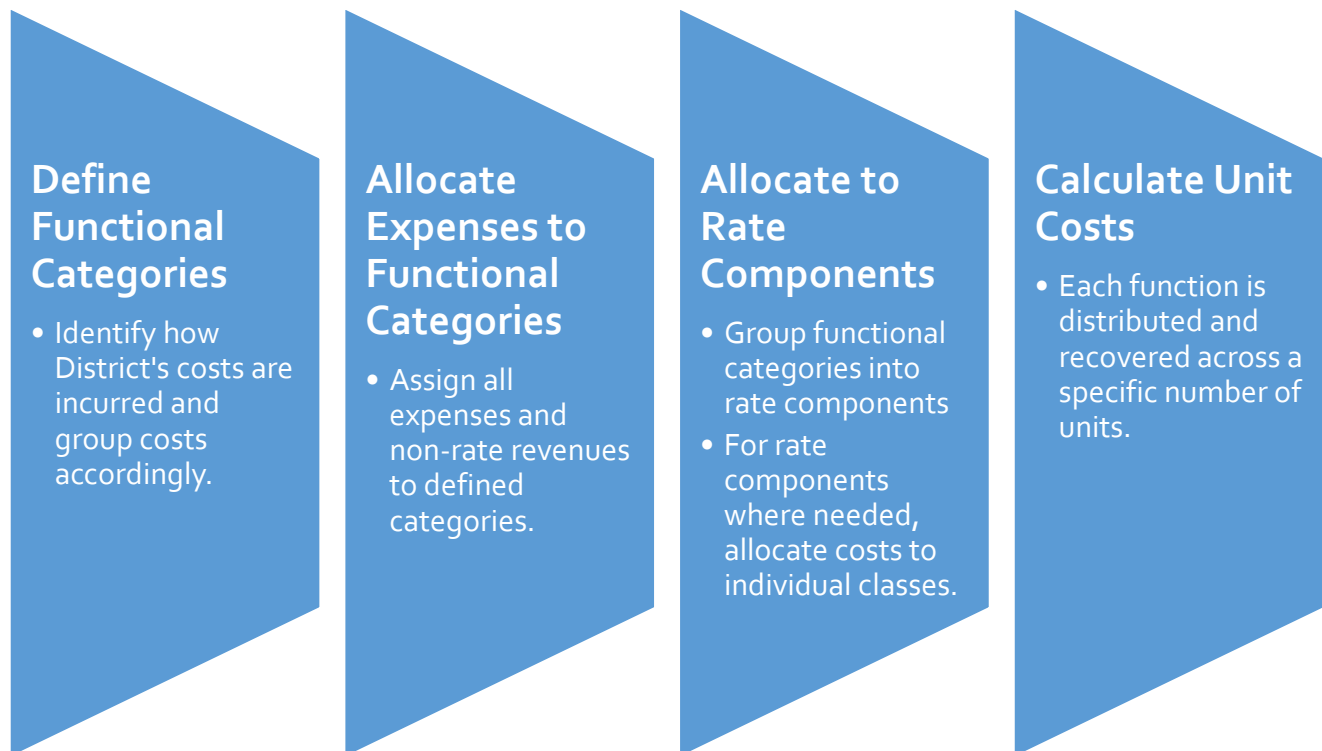 Define
Functional
Categories
• Identify how
District's costs are
incurred and
group costs
accordingly.
Allocate
Expenses to
Functional
Categories
• Assign all
expenses and
non-rate revenues
to defined
categories.
Allocate to
Rate
Components
• Group functional
categories into
rate components
• For rate
components
where needed,
allocate costs to
individual classes.
Calculate Unit
Costs
• Each function is
distributed and
recovered across a
specific number of
units.